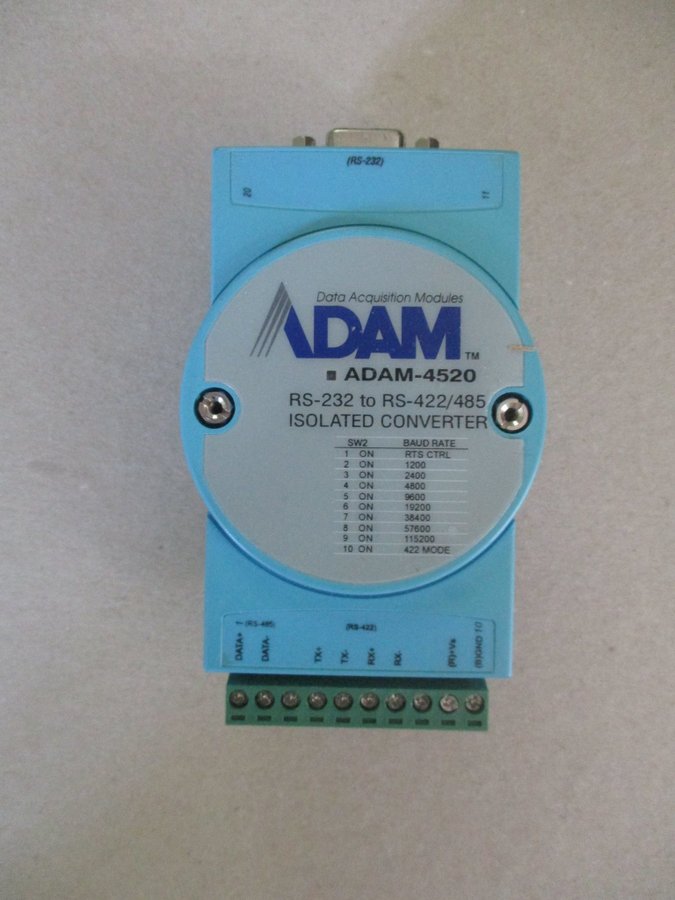 (RS-232)
20
11
Data Acquisition Modules
ADAM TM
ADAM-4520
RS-232 to RS-422/485
ISOLATED CONVERTER
SW2 BAUD RATE
1 ON RTS CTRL
2 ON 1200
3 ON 2400
4 ON 4800
5 ON 9600
6 ON 19200
7 ON 38400
8 ON 57600
9 ON 115200
10 ON 422 MODE
1 (RS-485)
(RS-422)
10
DATA+
DATA-
TX+
TX-
RX+
RX-
(R)+Vs
(B)GND